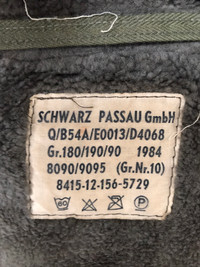 SCHWARZ PASSAU GmbH
Q/B54A/E0013/D4068
Gr.180/190/90 1984
8090/9095 (Gr.Nr.10)
8415-12-156-5729
60 P